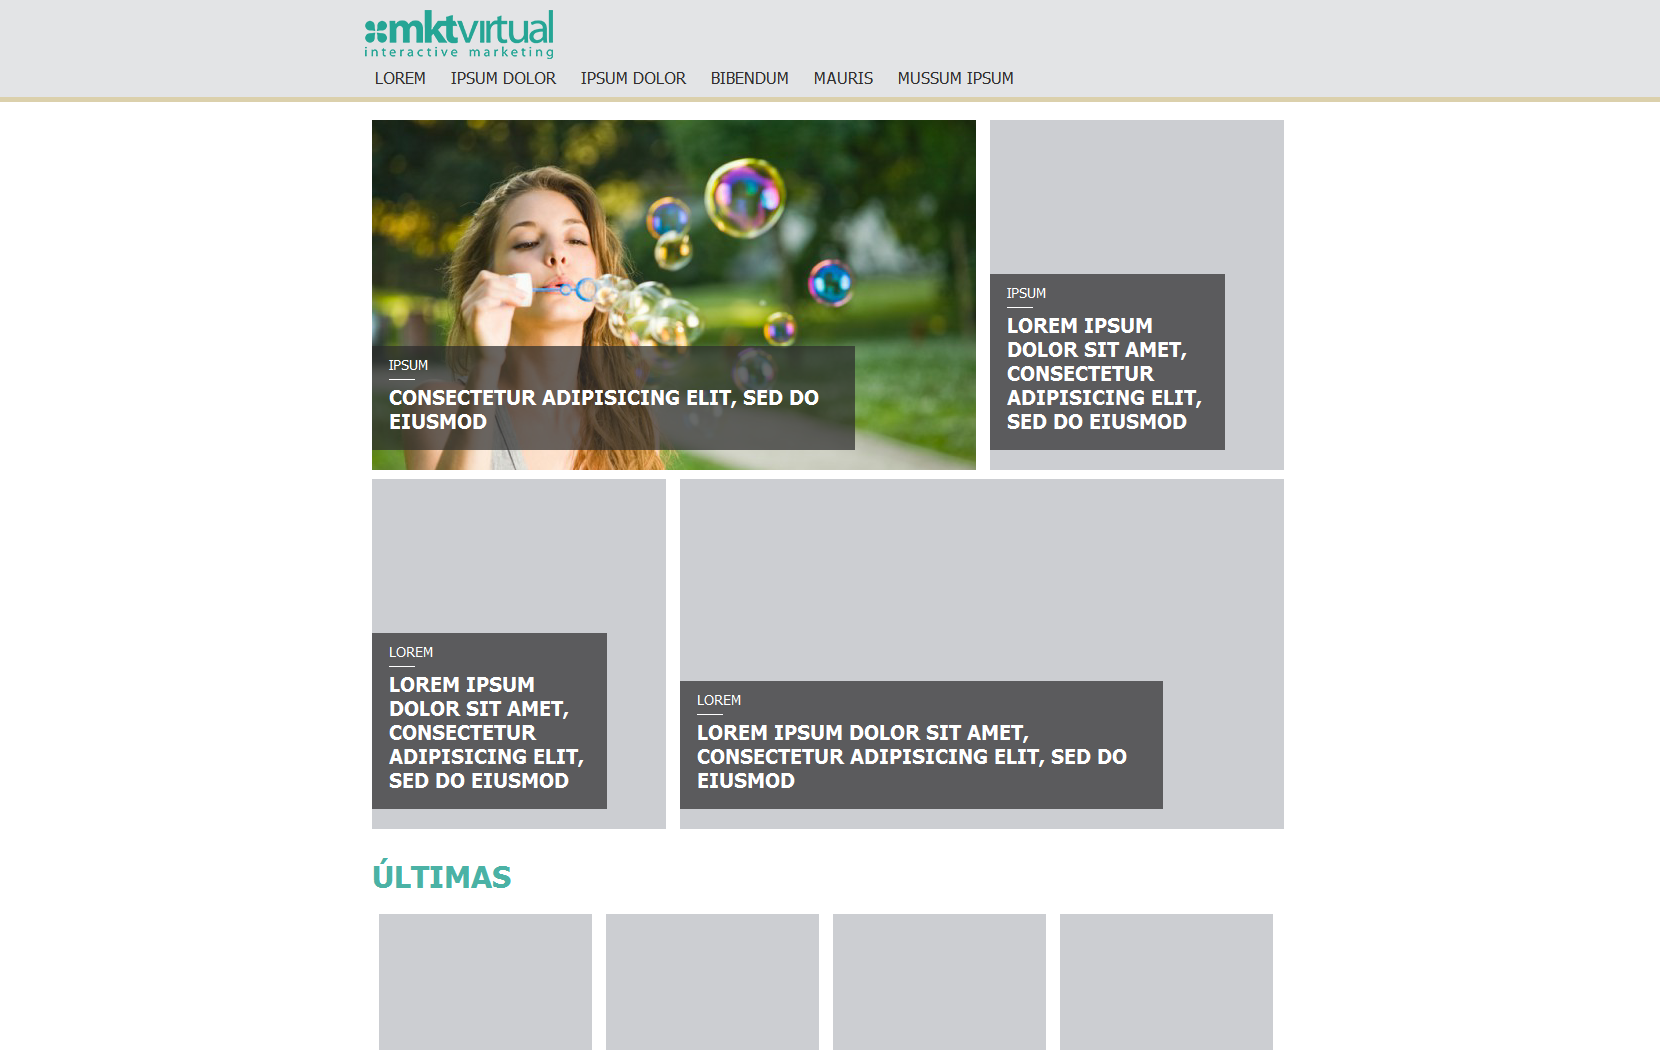 mktvirtual
interactive marketing
LOREM IPSUM DOLOR IPSUM DOLOR BIBENDUM MAURIS MUSSUM IPSUM
IPSUM
CONSECTETUR ADIPISICING ELIT, SED DO
EIUSMOD
IPSUM
LOREM IPSUM
DOLOR SIT AMET,
CONSECTETUR
ADIPISICING ELIT,
SED DO EIUSMOD
LOREM
LOREM IPSUM
DOLOR SIT AMET,
CONSECTETUR
ADIPISICING ELIT,
SED DO EIUSMOD
LOREM
LOREM IPSUM DOLOR SIT AMET,
CONSECTETUR ADIPISICING ELIT, SED DO
EIUSMOD
ÚLTIMAS